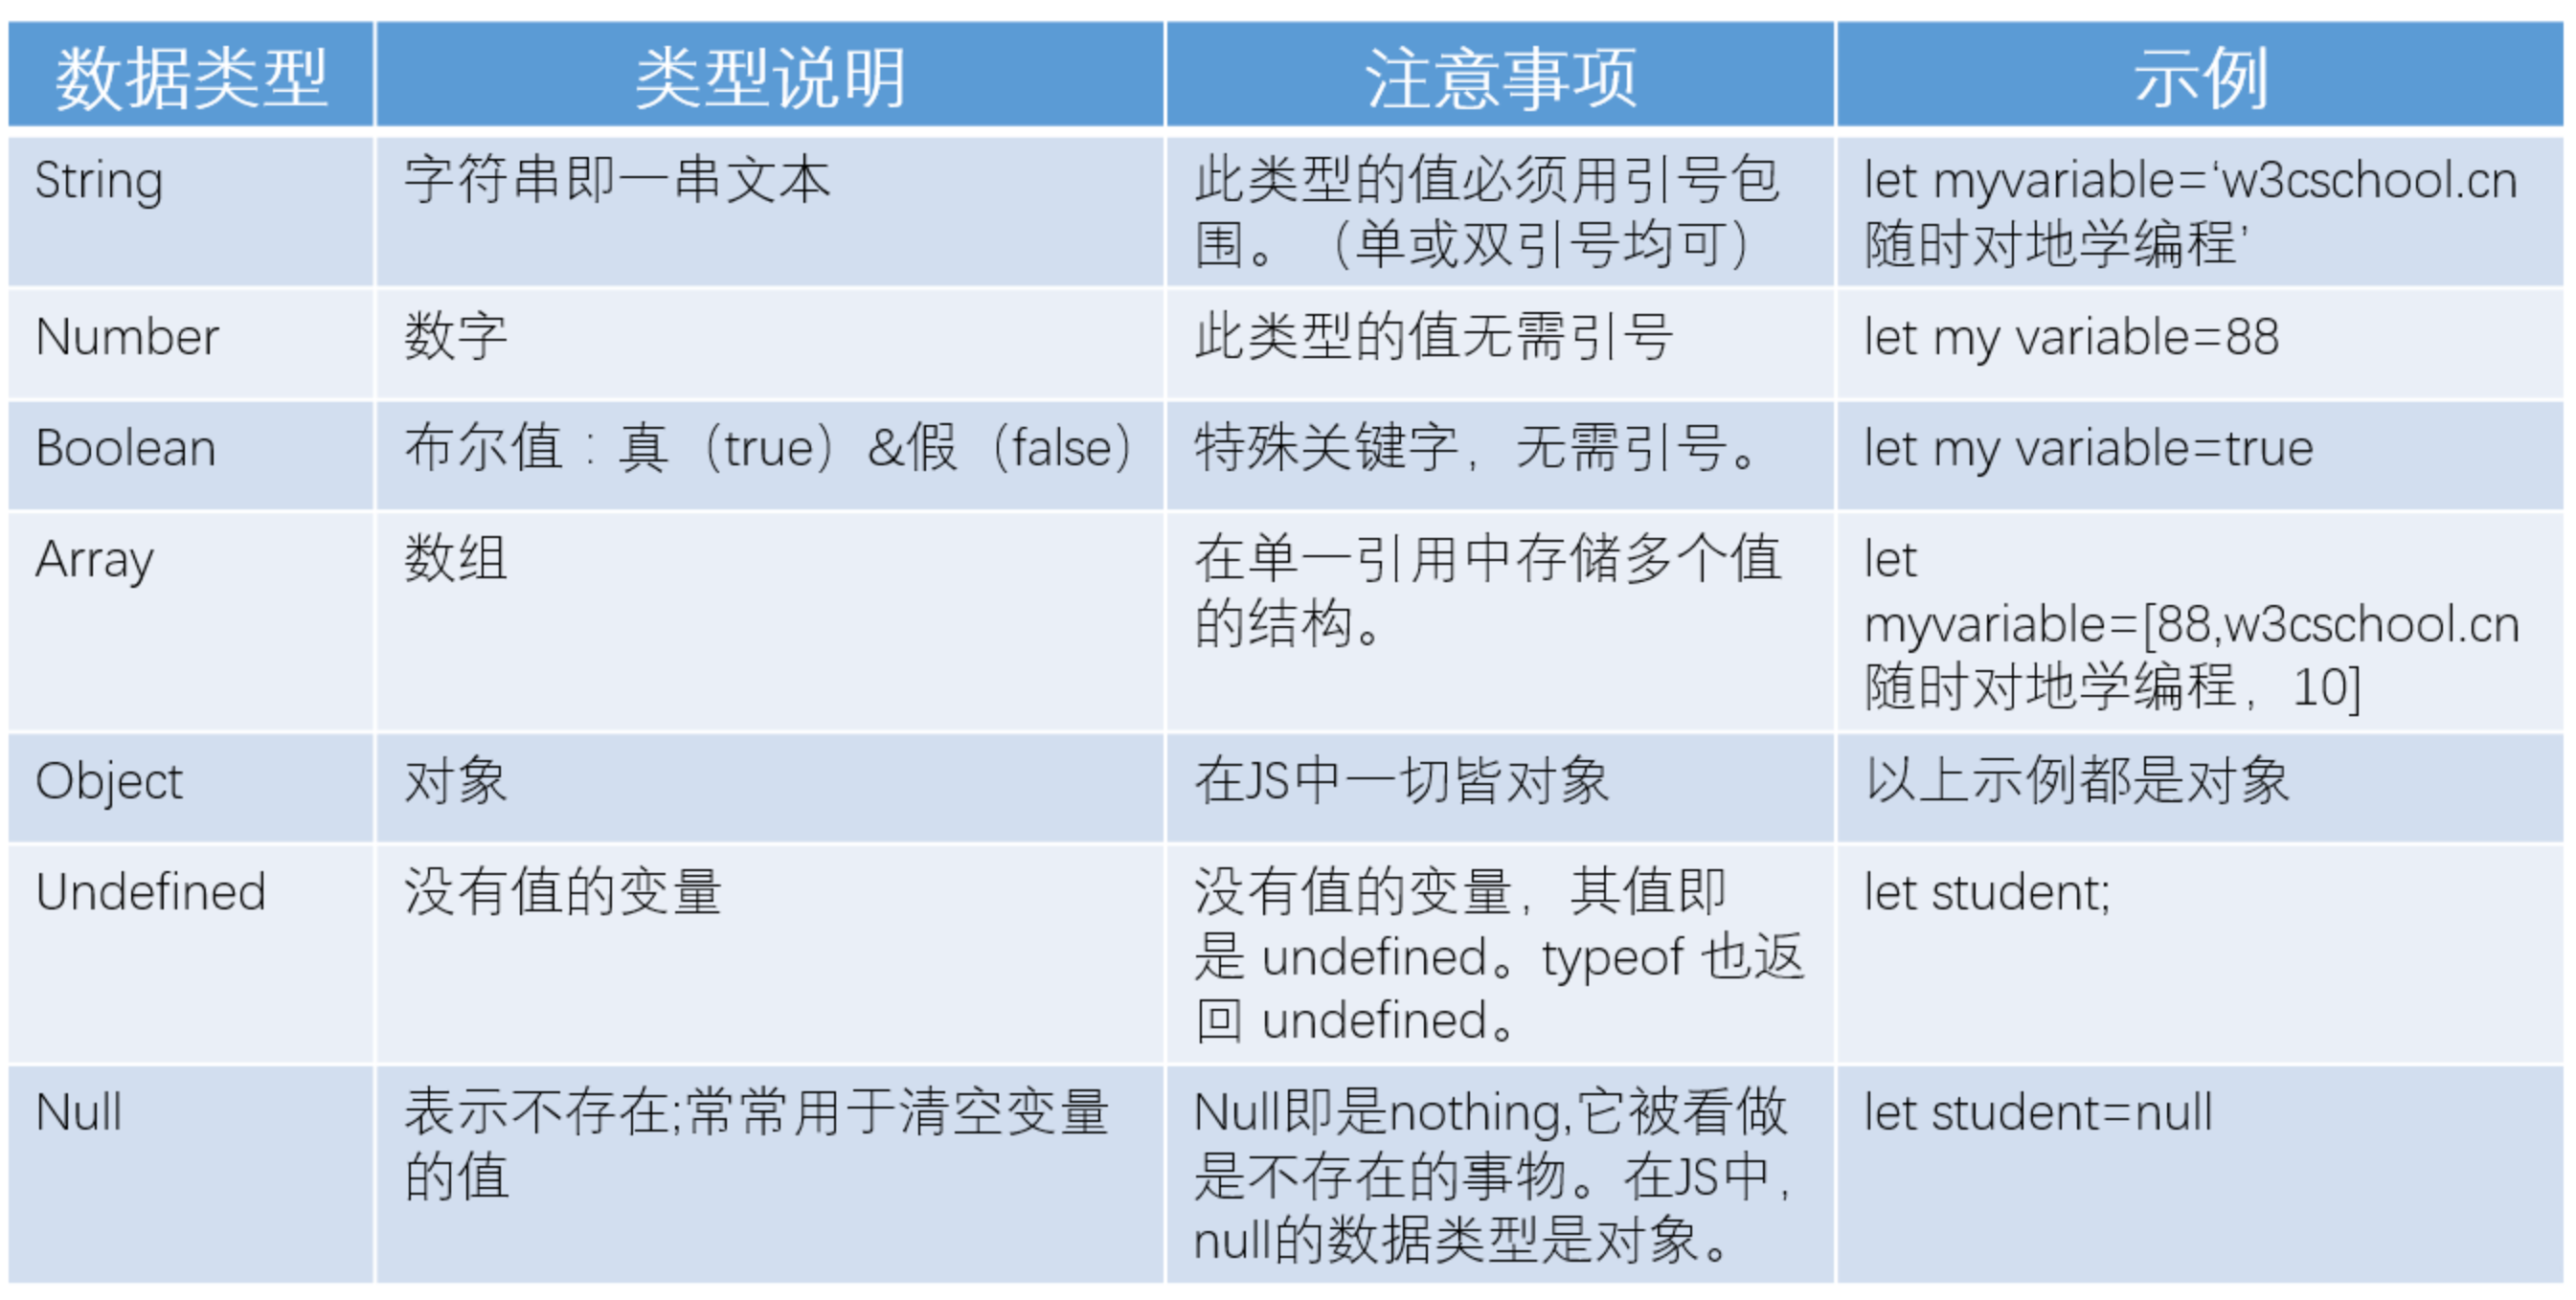 数据类型 类型说明 注意事项 示例
String 字符串即一串文本 此类型的值必须用引号包 let myvariable=‘w3cschool.cn
围。（单或双引号均可） 随时对地学编程’
Number 数字 此类型的值无需引号 let my variable=88
Boolean 布尔值：真（true）&假（false） 特殊关键字，无需引号。 let my variable=true
Array 数组 在单一引用中存储多个值 let
的结构。 myvariable=[88,w3cschool.cn
随时对地学编程，10]
Object 对象 在JS中一切皆对象 以上示例都是对象
Undefined 没有值的变量 没有值的变量，其值即 let student;
是 undefined。typeof 也返
回 undefined。
Null 表示不存在;常常用于清空变量 Null即是nothing,它被看做 let student=null
的值 是不存在的事物。在JS中，
null的数据类型是对象。